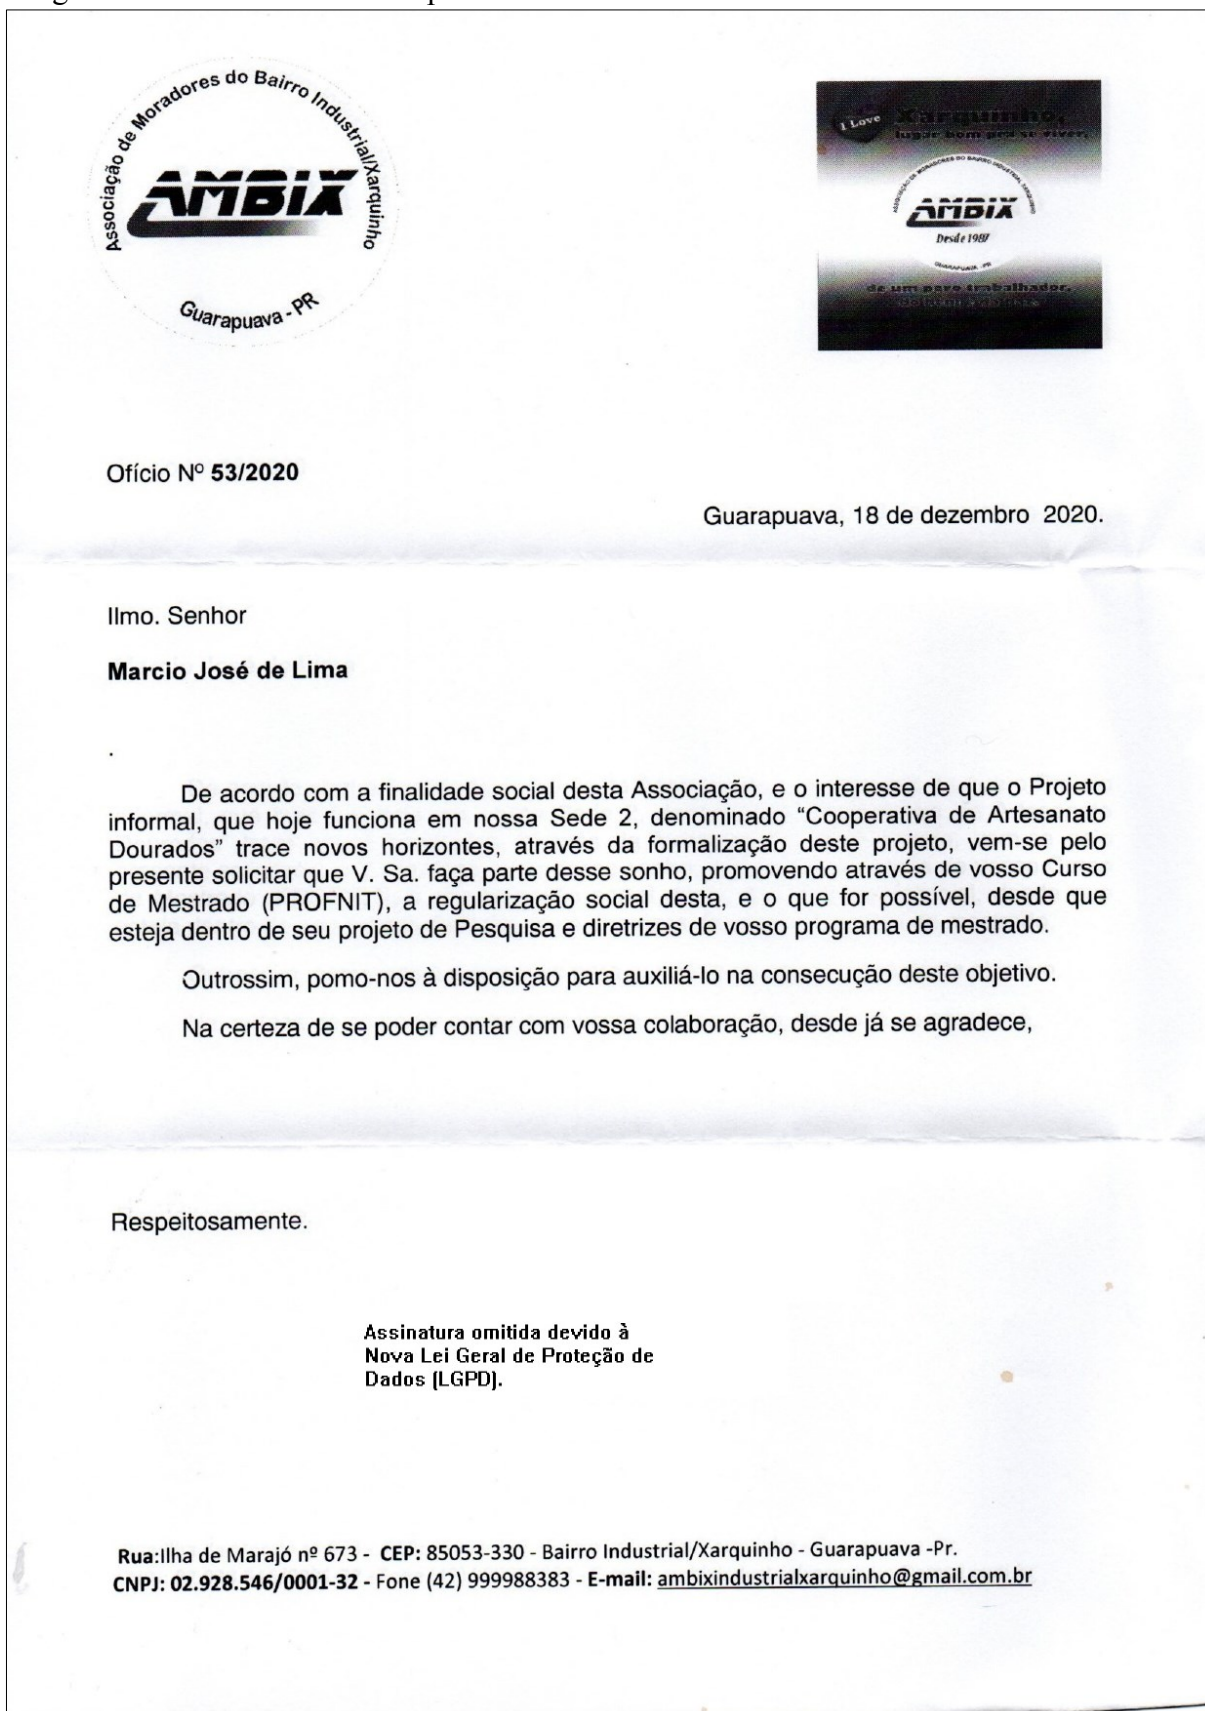 Associação de Moradores do Bairro Industrial/Xarquinho
AMBIX
Guarapuava - PR
I Love
Xarquinho,
lugar bom pra se viver,
ASSOCIAÇÃO DE MORADORES DO BAIRRO INDUSTRIAL XARQUINHO
AMBIX
Desde 1987
GUARAPUAVA - PR
de um povo trabalhador,
Ofício Nº 53/2020
Guarapuava, 18 de dezembro 2020.
Ilmo. Senhor
Marcio José de Lima
.
De acordo com a finalidade social desta Associação, e o interesse de que o Projeto
informal, que hoje funciona em nossa Sede 2, denominado “Cooperativa de Artesanato
Dourados” trace novos horizontes, através da formalização deste projeto, vem-se pelo
presente solicitar que V. Sa. faça parte desse sonho, promovendo através de vosso Curso
de Mestrado (PROFNIT), a regularização social desta, e o que for possível, desde que
esteja dentro de seu projeto de Pesquisa e diretrizes de vosso programa de mestrado.
Outrossim, pomo-nos à disposição para auxiliá-lo na consecução deste objetivo.
Na certeza de se poder contar com vossa colaboração, desde já se agradece,
Respeitosamente.
Assinatura omitida devido à
Nova Lei Geral de Proteção de
Dados (LGPD).
Rua:Ilha de Marajó nº 673 - CEP: 85053-330 - Bairro Industrial/Xarquinho - Guarapuava -Pr.
CNPJ: 02.928.546/0001-32 - Fone (42) 999988383 - E-mail: ambixindustrialxarquinho@gmail.com.br